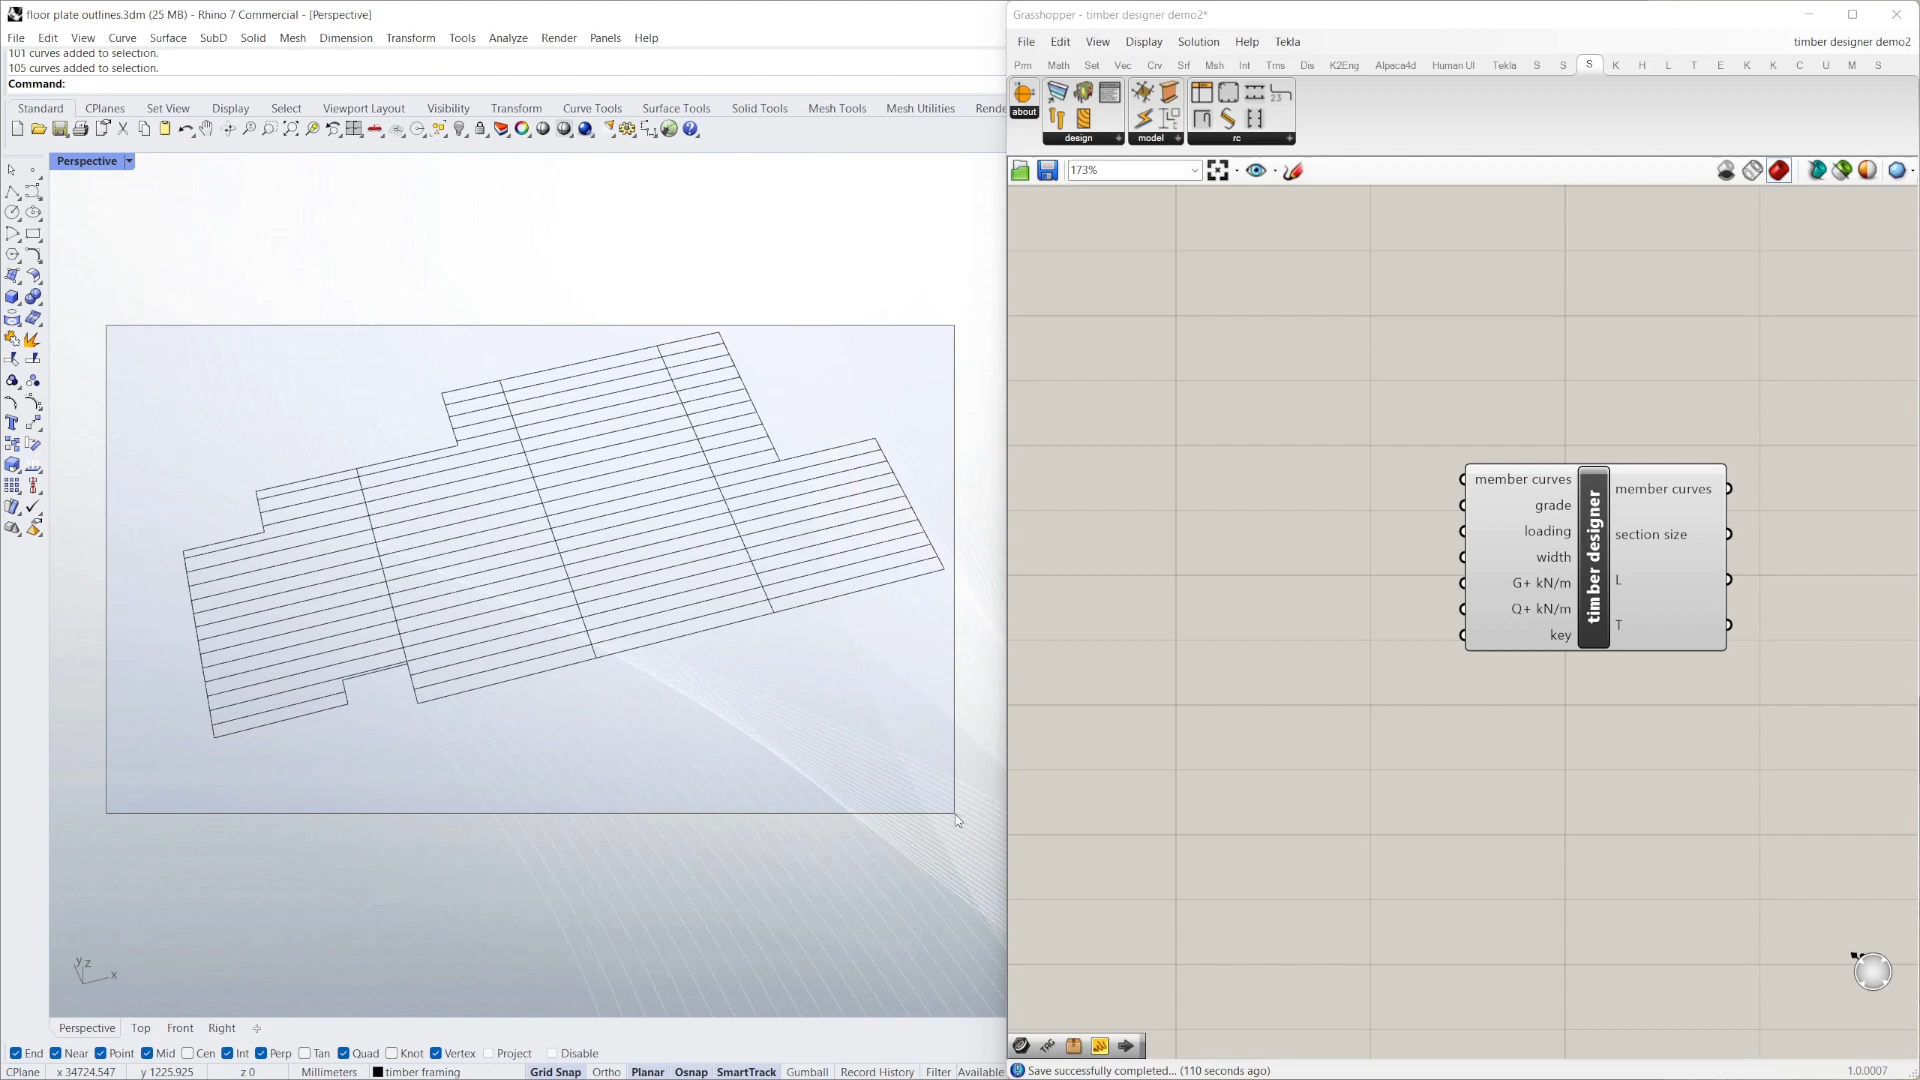 floor plate outlines.3dm (25 MB) - Rhino 7 Commercial - [Perspective]
File Edit View Curve Surface SubD Solid Mesh Dimension Transform Tools Analyze Render Panels Help
101 curves added to selection.
105 curves added to selection.
Command:
Standard CPlanes Set View Display Select Viewport Layout Visibility Transform Curve Tools Surface Tools Solid Tools Mesh Tools Mesh Utilities Rende
Perspective
y z x
Perspective Top Front Right
End Near Point Mid Cen Int Perp Tan Quad Knot Vertex Project Disable
CPlane x 34724.547 y 1225.925 z 0 Millimeters timber framing Grid Snap Ortho Planar Osnap SmartTrack Gumball Record History Filter Available
Grasshopper - timber designer demo2*
File Edit View Display Solution Help Tekla timber designer demo2
Prm Math Set Vec Crv Srf Msh Int Trns Dis K2Eng Alpaca4d Human UI Tekla S S S K H L T E K K C U M S
23
about
design model rc
173%
member curves
grade
loading
width
G+ kN/m
Q+ kN/m
key
timber designer
member curves
section size
L
T
TAG
Save successfully completed... (110 seconds ago) 1.0.0007